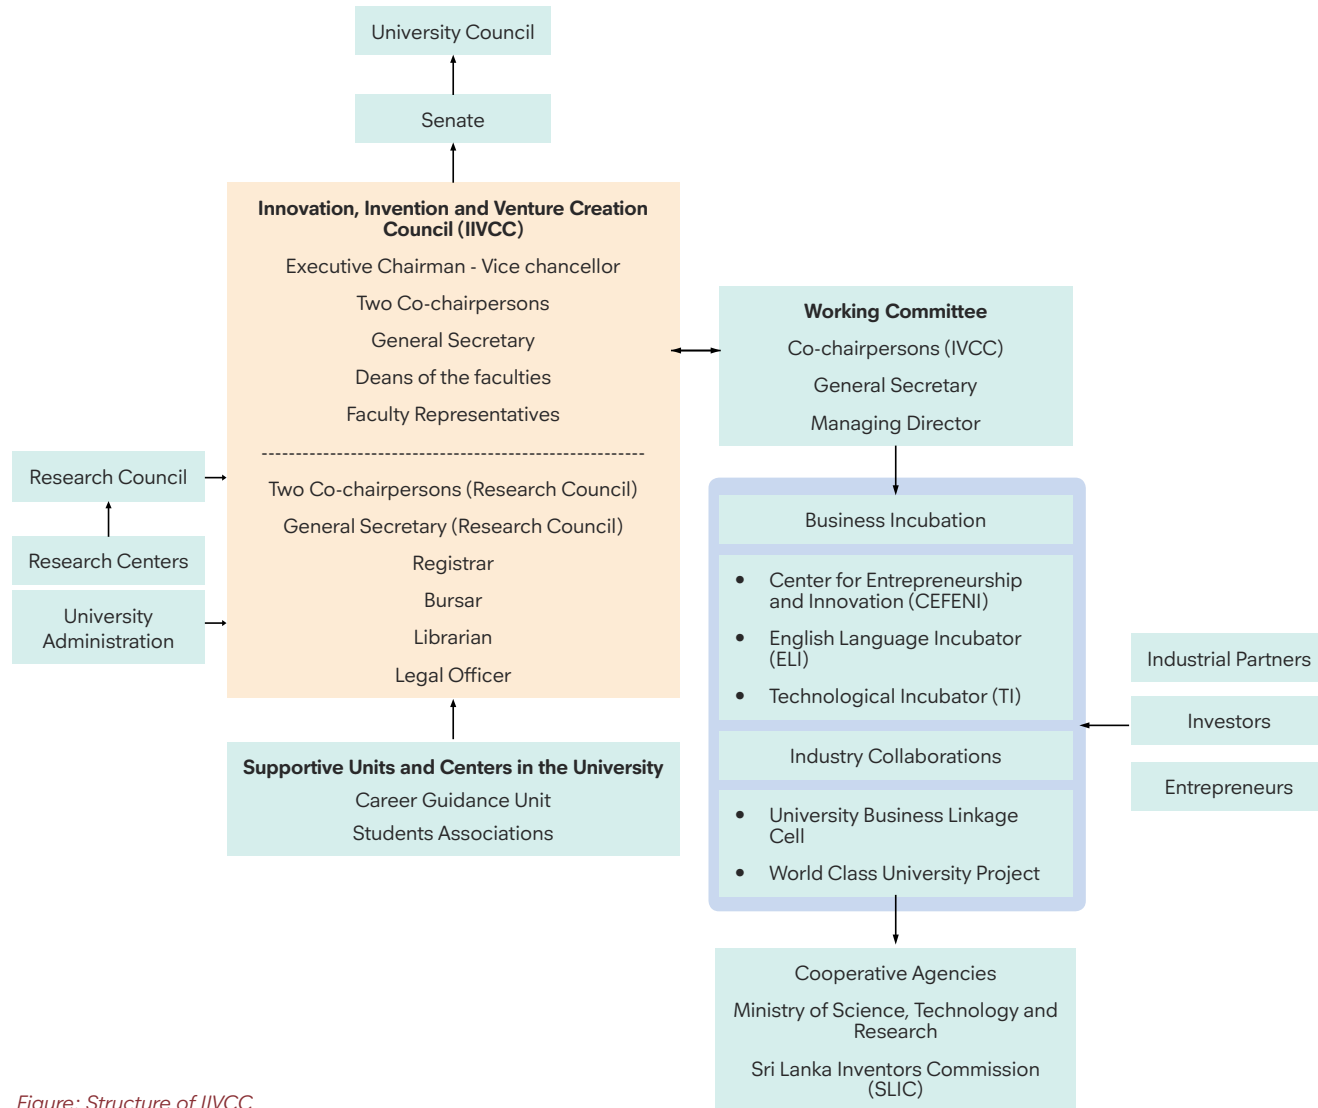 University Council
Senate
Innovation, Invention and Venture Creation
Council (IIVCC)
Executive Chairman - Vice chancellor
Two Co-chairpersons
General Secretary
Deans of the faculties
Faculty Representatives
Two Co-chairpersons (Research Council)
General Secretary (Research Council)
Registrar
Bursar
Librarian
Legal Officer
Research Council
Research Centers
University
Administration
Supportive Units and Centers in the University
Career Guidance Unit
Students Associations
Working Committee
Co-chairpersons (IVCC)
General Secretary
Managing Director
Business Incubation
• Center for Entrepreneurship
and Innovation (CEFENI)
• English Language Incubator
(ELI)
• Technological Incubator (TI)
Industry Collaborations
• University Business Linkage
Cell
• World Class University Project
Industrial Partners
Investors
Entrepreneurs
Cooperative Agencies
Ministry of Science, Technology and
Research
Sri Lanka Inventors Commission
(SLIC)
Figure: Structure of IIVCC